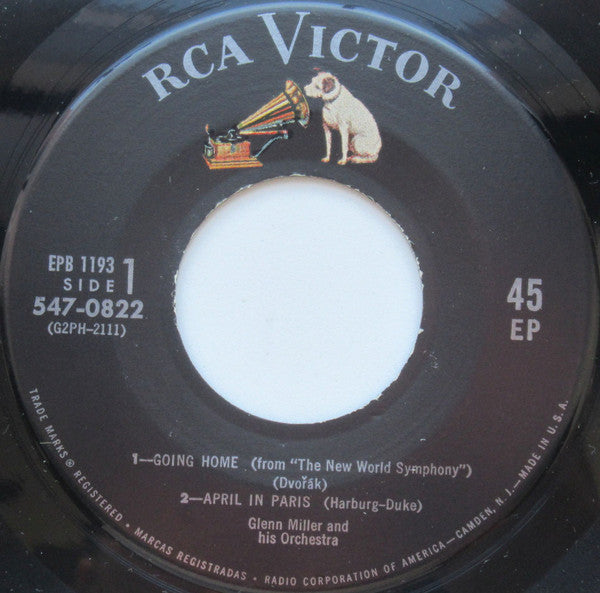 RCA VICTOR
EPB 1193
SIDE 1
547-0822
(G2PH-2111)
45
EP
1—GOING HOME (from "The New World Symphony")
(Dvořák)
2—APRIL IN PARIS (Harburg-Duke)
Glenn Miller and
his Orchestra
TRADE MARKS® REGISTERED • MARCAS REGISTRADAS • RADIO CORPORATION OF AMERICA—CAMDEN, N. J.—MADE IN U.S.A.